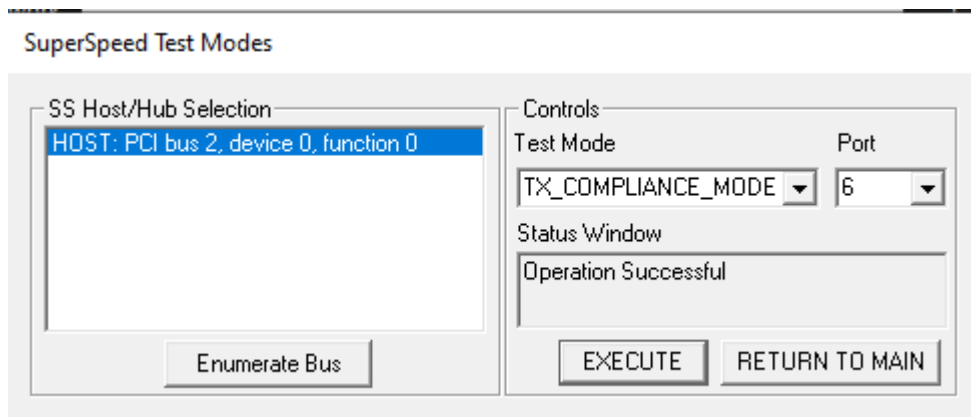 SuperSpeed Test Modes
SS Host/Hub Selection
HOST: PCI bus 2, device 0, function 0
Enumerate Bus
Controls
Test Mode
Port
TX_COMPLIANCE_MODE
6
Status Window
Operation Successful
EXECUTE
RETURN TO MAIN